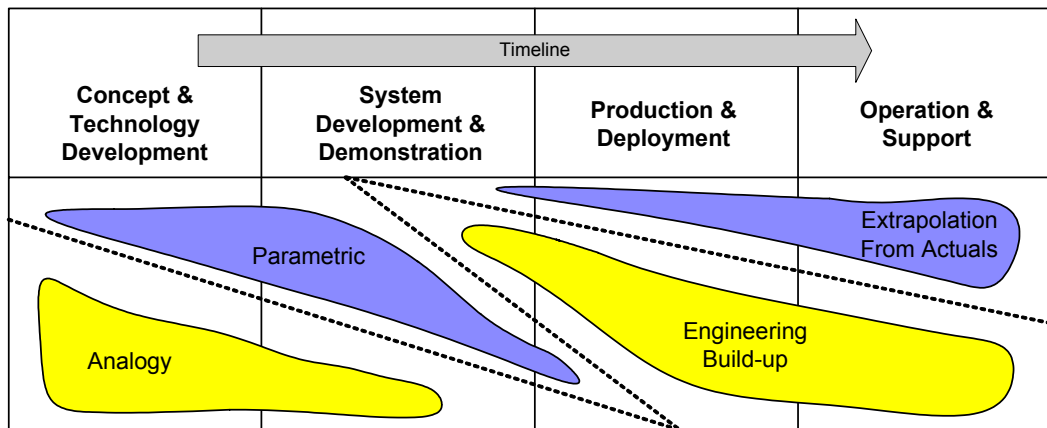 Timeline
Concept &
Technology
Development
System
Development &
Demonstration
Production &
Deployment
Operation &
Support
Parametric
Analogy
Extrapolation
From Actuals
Engineering
Build-up